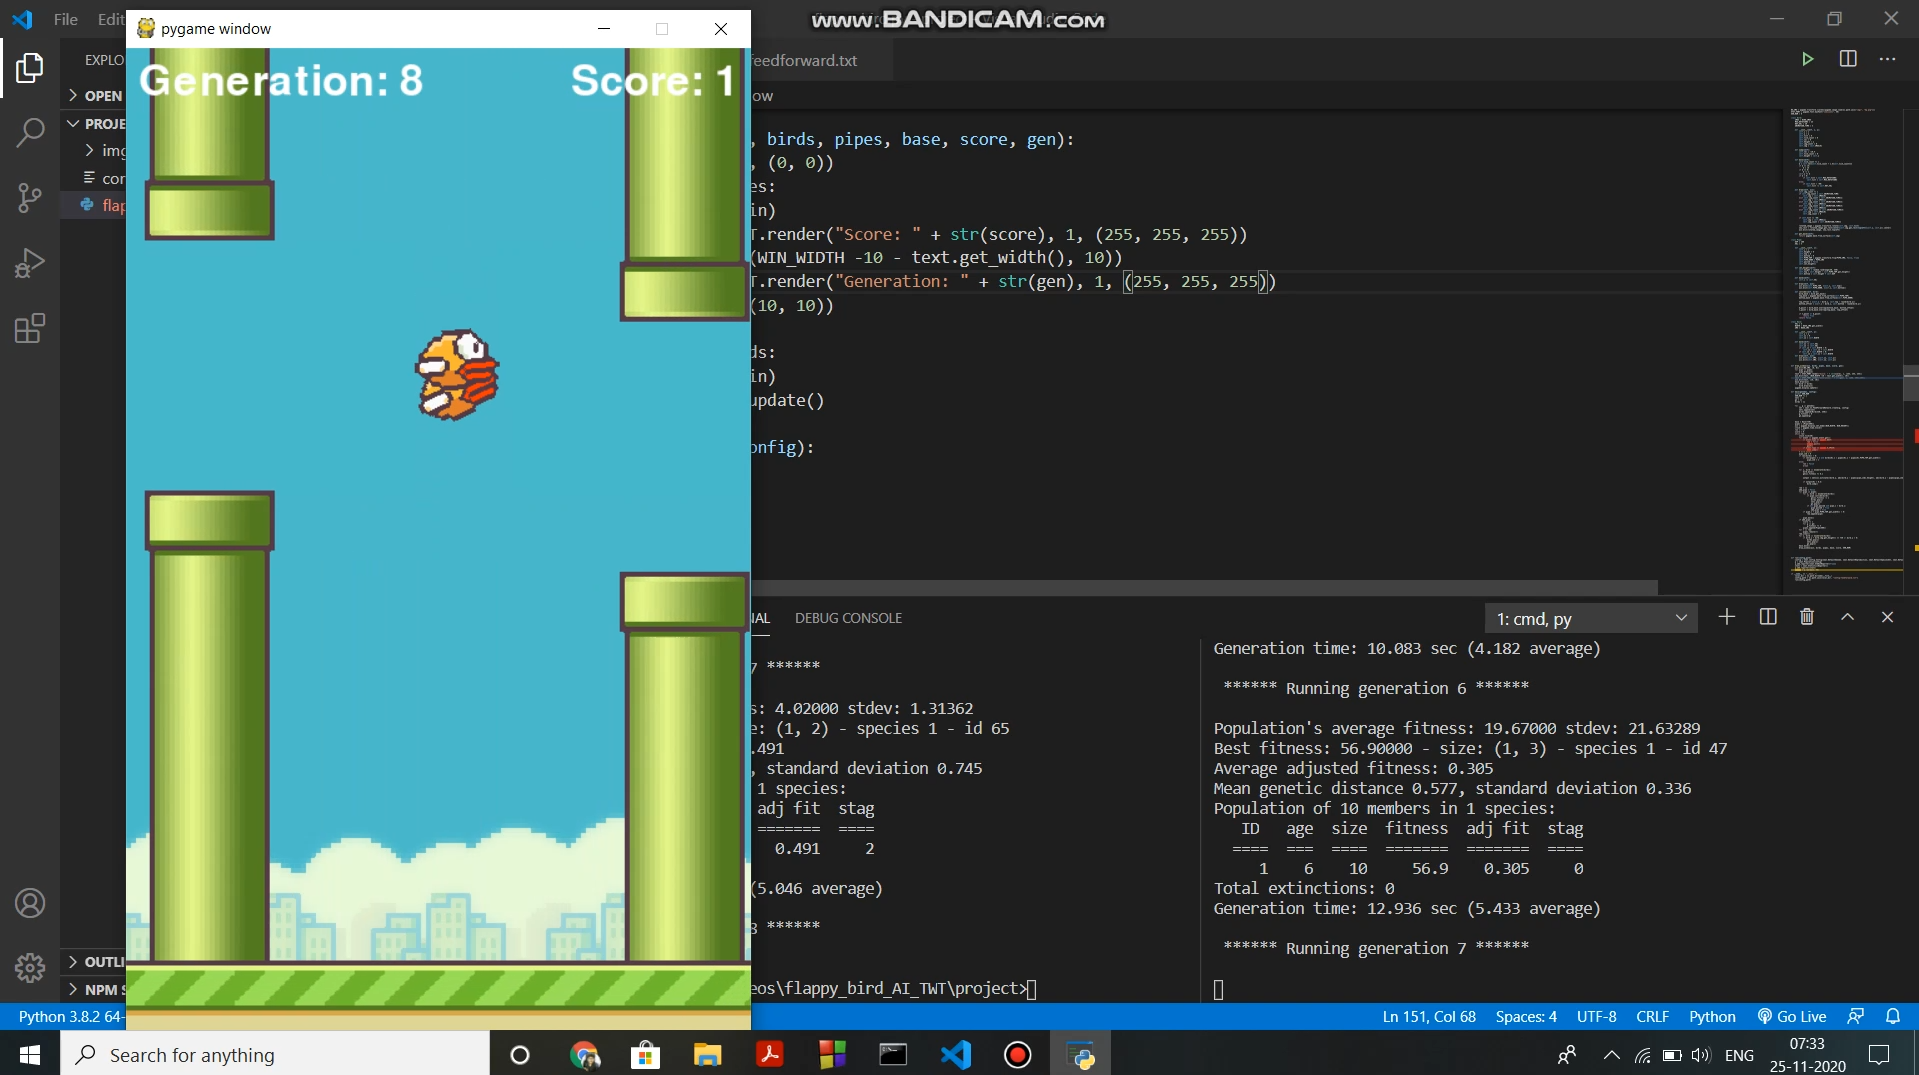 File Edit
www.BANDICAM.com
pygame window
EXPLO
feedforward.txt
Generation: 8
Score: 1
OPEN
ow
PROJE
img
con
flap
, birds, pipes, base, score, gen):
, (0, 0))
es:
in)
T.render("Score: " + str(score), 1, (255, 255, 255))
(WIN_WIDTH -10 - text.get_width(), 10))
T.render("Generation: " + str(gen), 1, (255, 255, 255))
(10, 10))
ds:
in)
update()
onfig):
NAL DEBUG CONSOLE
1: cmd, py
7 ******
s: 4.02000 stdev: 1.31362
e: (1, 2) - species 1 - id 65
.491
, standard deviation 0.745
1 species:
adj fit stag
======= ====
0.491 2
(5.046 average)
******
eos\flappy_bird_AI_TWT\project>
Generation time: 10.083 sec (4.182 average)
****** Running generation 6 ******
Population's average fitness: 19.67000 stdev: 21.63289
Best fitness: 56.90000 - size: (1, 3) - species 1 - id 47
Average adjusted fitness: 0.305
Mean genetic distance 0.577, standard deviation 0.336
Population of 10 members in 1 species:
ID age size fitness adj fit stag
==== === ==== ======= ======= ====
1 6 10 56.9 0.305 0
Total extinctions: 0
Generation time: 12.936 sec (5.433 average)
****** Running generation 7 ******
OUTLI
NPM S
Python 3.8.2 64-
Ln 151, Col 68 Spaces: 4 UTF-8 CRLF Python Go Live
Search for anything
ENG
07:33
25-11-2020